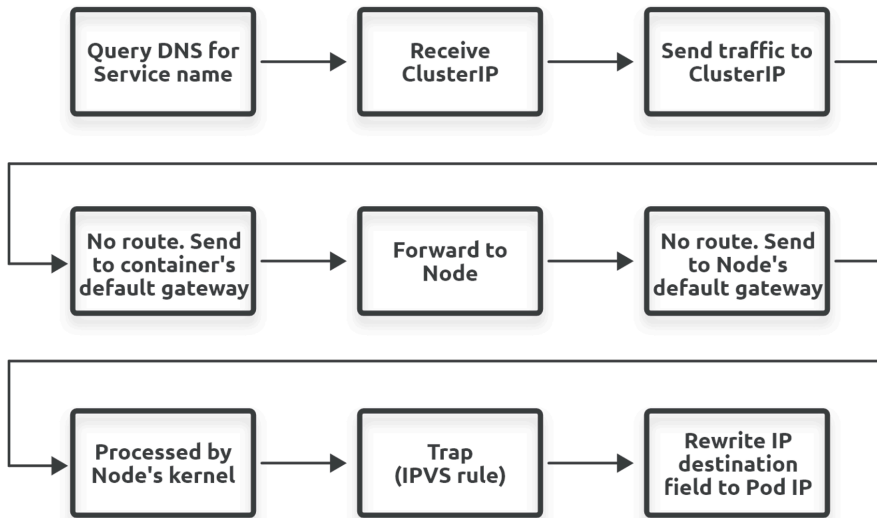 Query DNS for
Service name
Receive
ClusterIP
Send traffic to
ClusterIP
No route. Send
to container's
default gateway
Forward to
Node
No route. Send
to Node's
default gateway
Processed by
Node's kernel
Trap
(IPVS rule)
Rewrite IP
destination
field to Pod IP